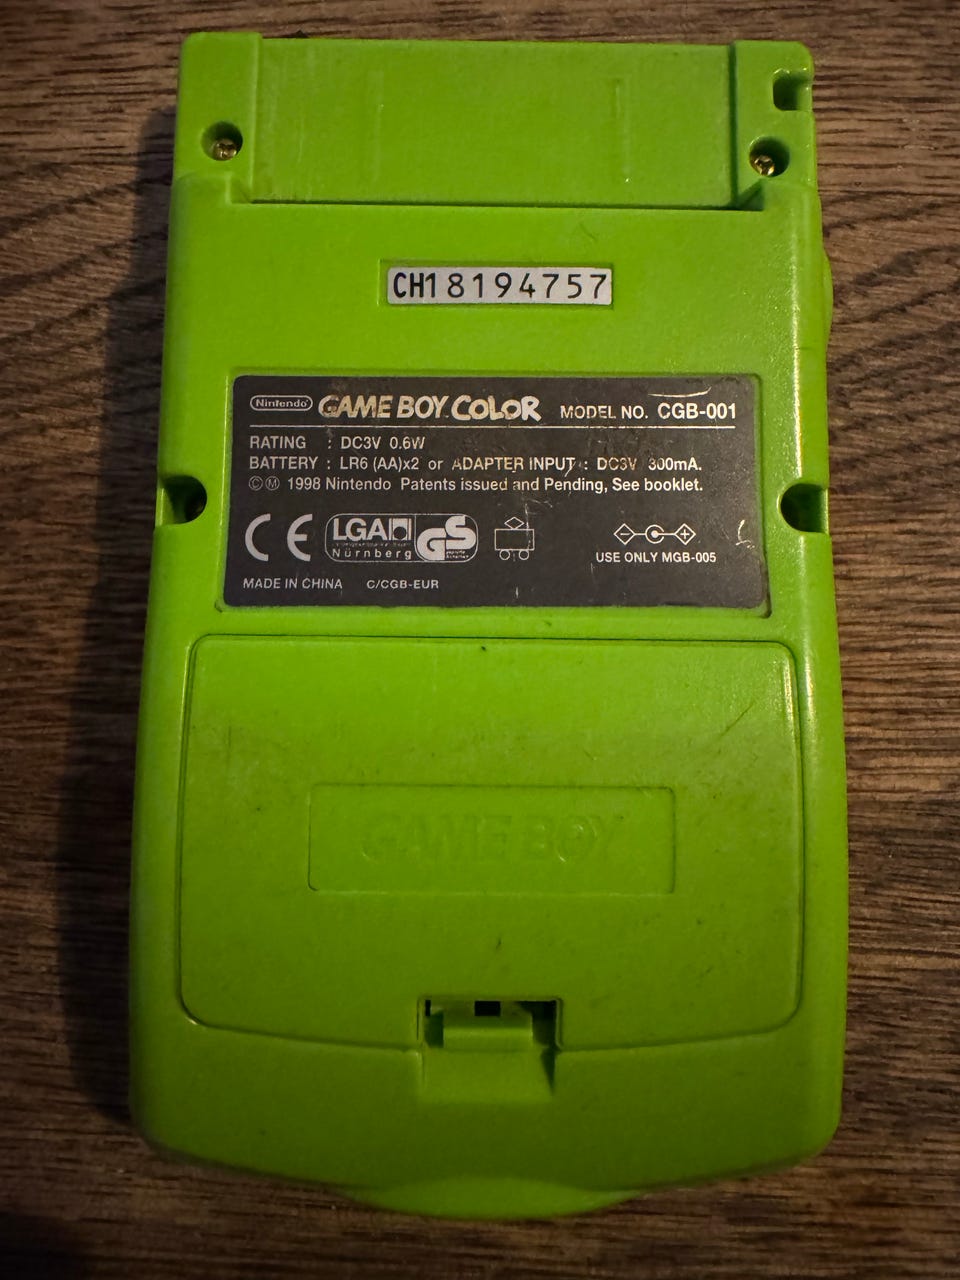 CH18194757
Nintendo GAME BOY COLOR MODEL NO. CGB-001
RATING : DC3V 0.6W
BATTERY : LR6 (AA)x2 or ADAPTER INPUT : DC3V 300mA.
©Ⓜ 1998 Nintendo Patents issued and Pending, See booklet.
CE LGA Nürnberg GS
USE ONLY MGB-005
MADE IN CHINA C/CGB-EUR
GAME BOY